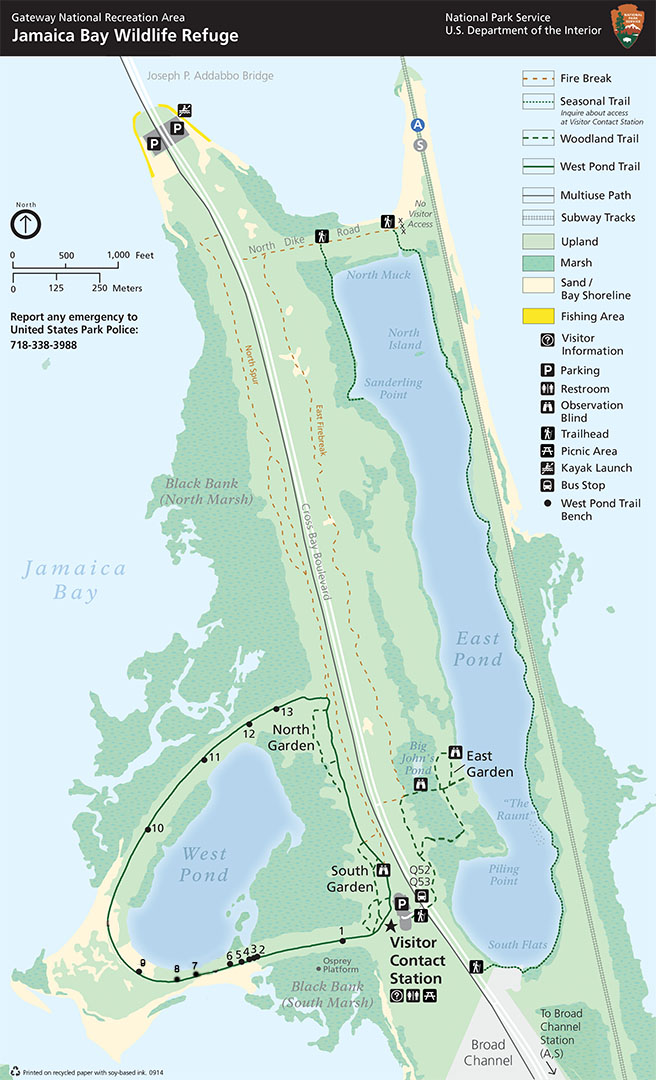 Gateway National Recreation Area
Jamaica Bay Wildlife Refuge
National Park Service
U.S. Department of the Interior
NATIONAL
PARK
SERVICE
Joseph P. Addabbo Bridge
P
P
A
S
Fire Break
Seasonal Trail
Inquire about access
at Visitor Contact Station
Woodland Trail
West Pond Trail
Multiuse Path
Subway Tracks
Upland
Marsh
Sand /
Bay Shoreline
Fishing Area
? Visitor
Information
P Parking
Restroom
Observation
Blind
Trailhead
Picnic Area
Kayak Launch
Bus Stop
West Pond Trail
Bench
North
0 500 1,000 Feet
0 125 250 Meters
Report any emergency to
United States Park Police:
718-338-3988
No
Visitor
Access
x
x
x
North Dike Road
North Muck
North
Island
Sanderling
Point
North Spur
East Firebreak
Black Bank
(North Marsh)
Cross Bay Boulevard
Jamaica
Bay
East
Pond
13
12
North
Garden
11
10
Big
John's
Pond
East
Garden
"The
Raunt"
West
Pond
South
Garden
Q52
Q53
Piling
Point
P
1
Visitor
Contact
Station
?
South Flats
6 5 4 3 2
9
8
7
Osprey
Platform
Black Bank
(South Marsh)
Broad
Channel
To Broad
Channel
Station
(A,S)
Printed on recycled paper with soy-based ink. 0914